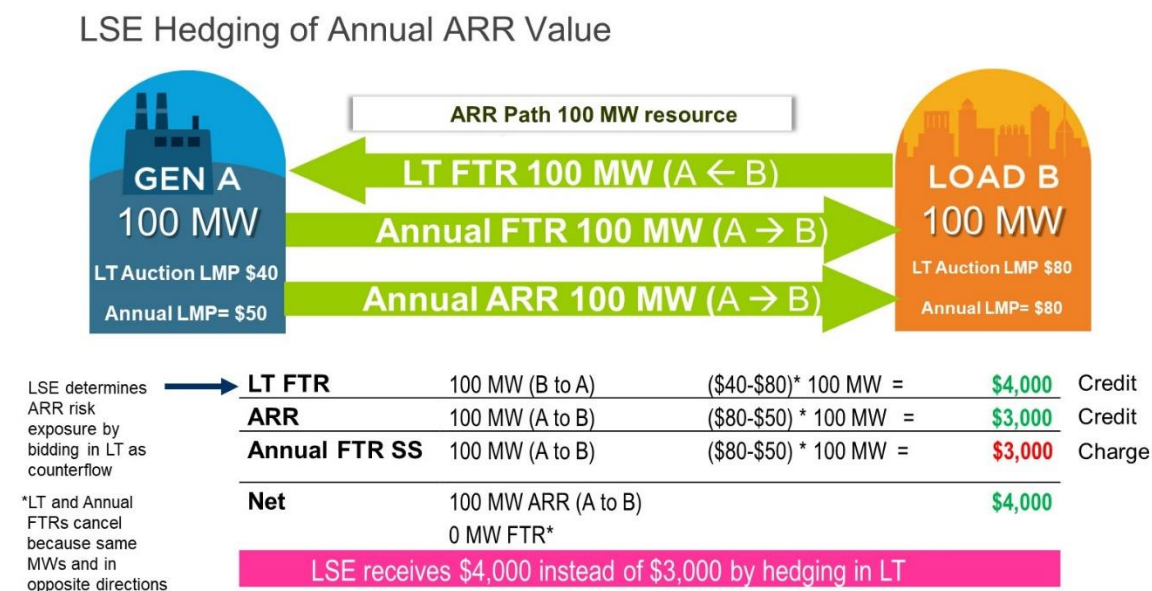 LSE Hedging of Annual ARR Value
ARR Path 100 MW resource
GEN A
100 MW
LT Auction LMP $40
Annual LMP= $50
LT FTR 100 MW (A ← B)
Annual FTR 100 MW (A → B)
Annual ARR 100 MW (A → B)
LOAD B
100 MW
LT Auction LMP $80
Annual LMP= $80
LSE determines
ARR risk
exposure by
bidding in LT as
counterflow
LT FTR 100 MW (B to A) ($40-$80)* 100 MW = $4,000 Credit
ARR 100 MW (A to B) ($80-$50) * 100 MW = $3,000 Credit
Annual FTR SS 100 MW (A to B) ($80-$50) * 100 MW = $3,000 Charge
Net 100 MW ARR (A to B) $4,000
0 MW FTR*
*LT and Annual
FTRs cancel
because same
MWs and in
opposite directions
LSE receives $4,000 instead of $3,000 by hedging in LT